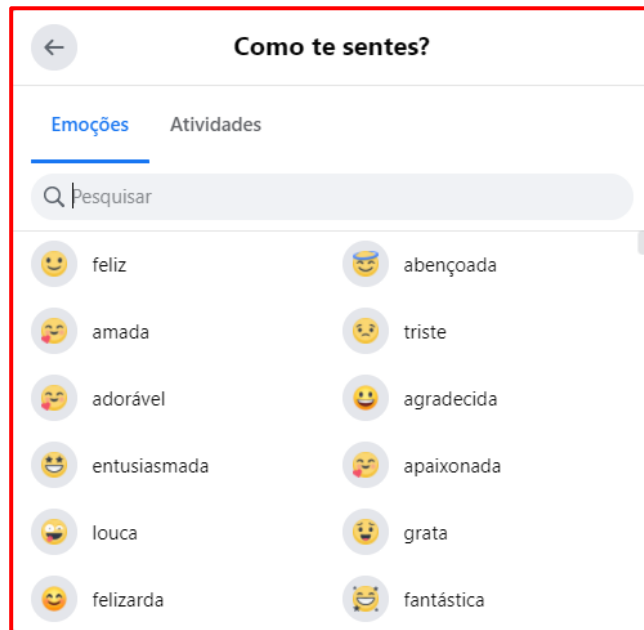 Como te sentes?
Emoções Atividades
Pesquisar
feliz abençoada
amada triste
adorável agradecida
entusiasmada apaixonada
louca grata
felizarda fantástica